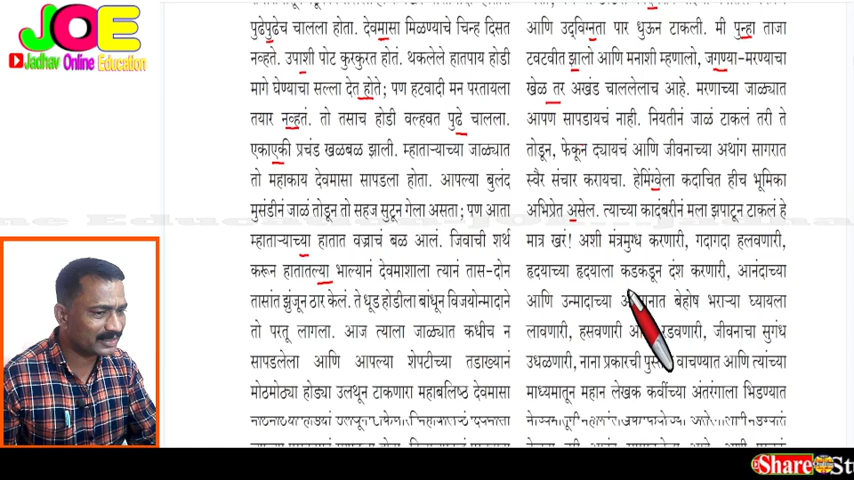 JOE
Jadhav Online Education
पुढेपुढेच चालला होता. देवमासा मिळण्याचे चिन्ह दिसत
नव्हते. उपाशी पोट कुरकुरत होतं. थकलेले हातपाय होडी
मागे घेण्याचा सल्ला देत होते; पण हटवादी मन परतायला
तयार नव्हतं. तो तसाच होडी वल्हवत पुढे चालला.
एकाएकी प्रचंड खळबळ झाली. म्हाताऱ्याच्या जाळ्यात
तो महाकाय देवमासा सापडला होता. आपल्या बुलंद
मुसंडीनं जाळं तोडून तो सहज सुटून गेला असता; पण आता
म्हाताऱ्याच्या हातात वज्राचं बळ आलं. जिवाची शर्थ
करून हातातल्या भाल्यानं देवमाशाला त्यानं तास-दोन
तासांत झुंजून ठार केलं. ते धूड होडीला बांधून विजयोन्मादाने
तो परतू लागला. आज त्याला जाळ्यात कधीच न
सापडलेला आणि आपल्या शेपटीच्या तडाख्यानं
मोठमोठ्या होड्या उलथून टाकणारा महाबलिष्ठ देवमासा
आणि उद्‌विग्नता पार धुऊन टाकली. मी पुन्हा ताजा
टवटवीत झालो आणि मनाशी म्हणालो, जगण्या-मरण्याचा
खेळ तर अखंड चाललेलाच आहे. मरणाच्या जाळ्यात
आपण सापडायचं नाही. नियतीनं जाळं टाकलं तरी ते
तोडून, फेकून द्यायचं आणि जीवनाच्या अथांग सागरात
स्वैर संचार करायचा. हेमिंग्वेला कदाचित हीच भूमिका
अभिप्रेत असेल. त्याच्या कादंबरीनं मला झपाटून टाकलं हे
मात्र खरं! अशी मंत्रमुग्ध करणारी, गदागदा हलवणारी,
हृदयाच्या हृदयाला कडकडून दंश करणारी, आनंदाच्या
आणि उन्मादाच्या बेहोष भराऱ्या घ्यायला
लावणारी, हसवणारी जीवनाचा सुगंध
उधळणारी, नाना प्रकारची वाचण्यात आणि त्यांच्या
माध्यमातून महान लेखक कवींच्या अंतरंगाला भिडण्यात
Share